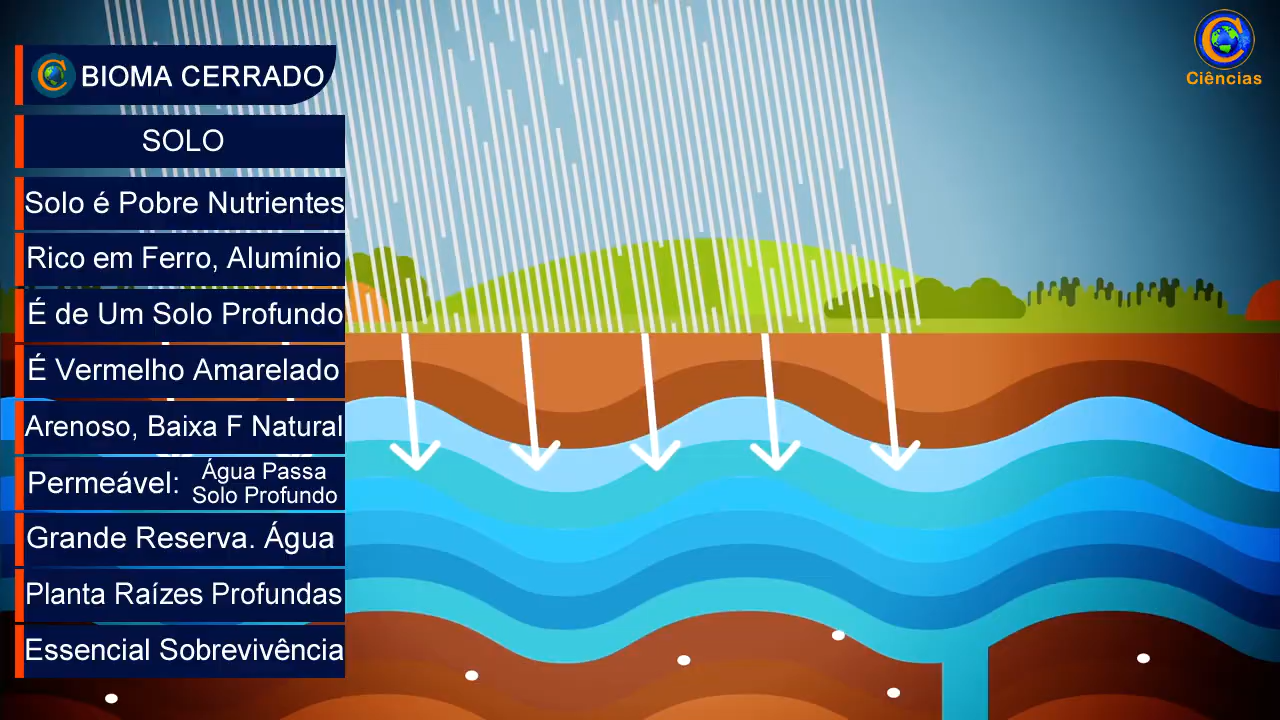 BIOMA CERRADO
SOLO
Solo é Pobre Nutrientes
Rico em Ferro, Alumínio
É de Um Solo Profundo
É Vermelho Amarelado
Arenoso, Baixa F Natural
Permeável: Água Passa
Solo Profundo
Grande Reserva. Água
Planta Raízes Profundas
Essencial Sobrevivência
Ciências